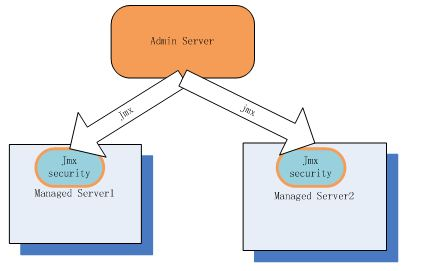 Admin Server
Jmx
jmx
Jmx
security
Managed Server1
Jmx
security
Managed Server2